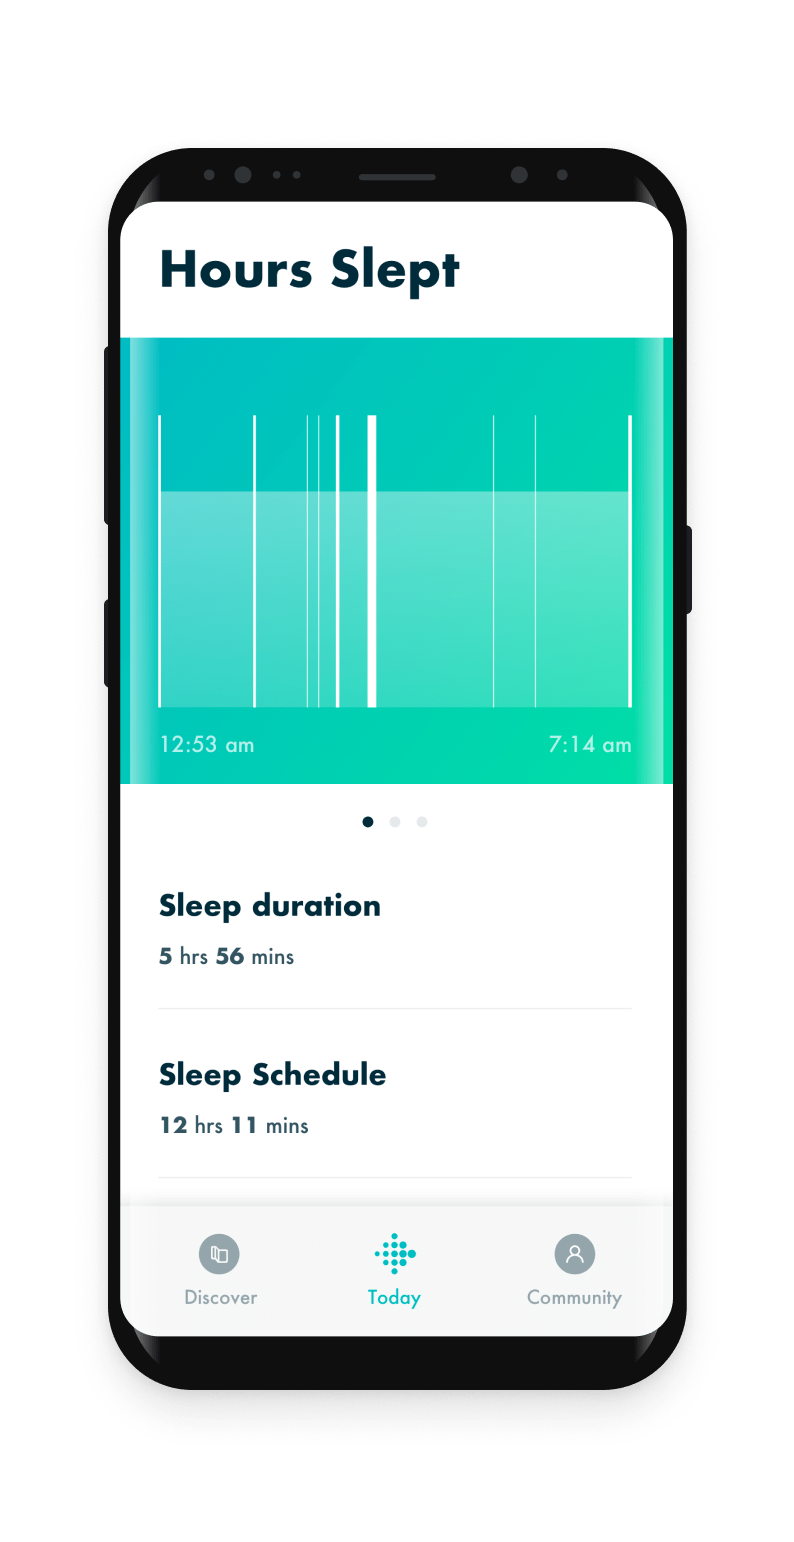 Hours Slept
12:53 am 7:14 am
Sleep duration
5 hrs 56 mins
Sleep Schedule
12 hrs 11 mins
Discover Today Community